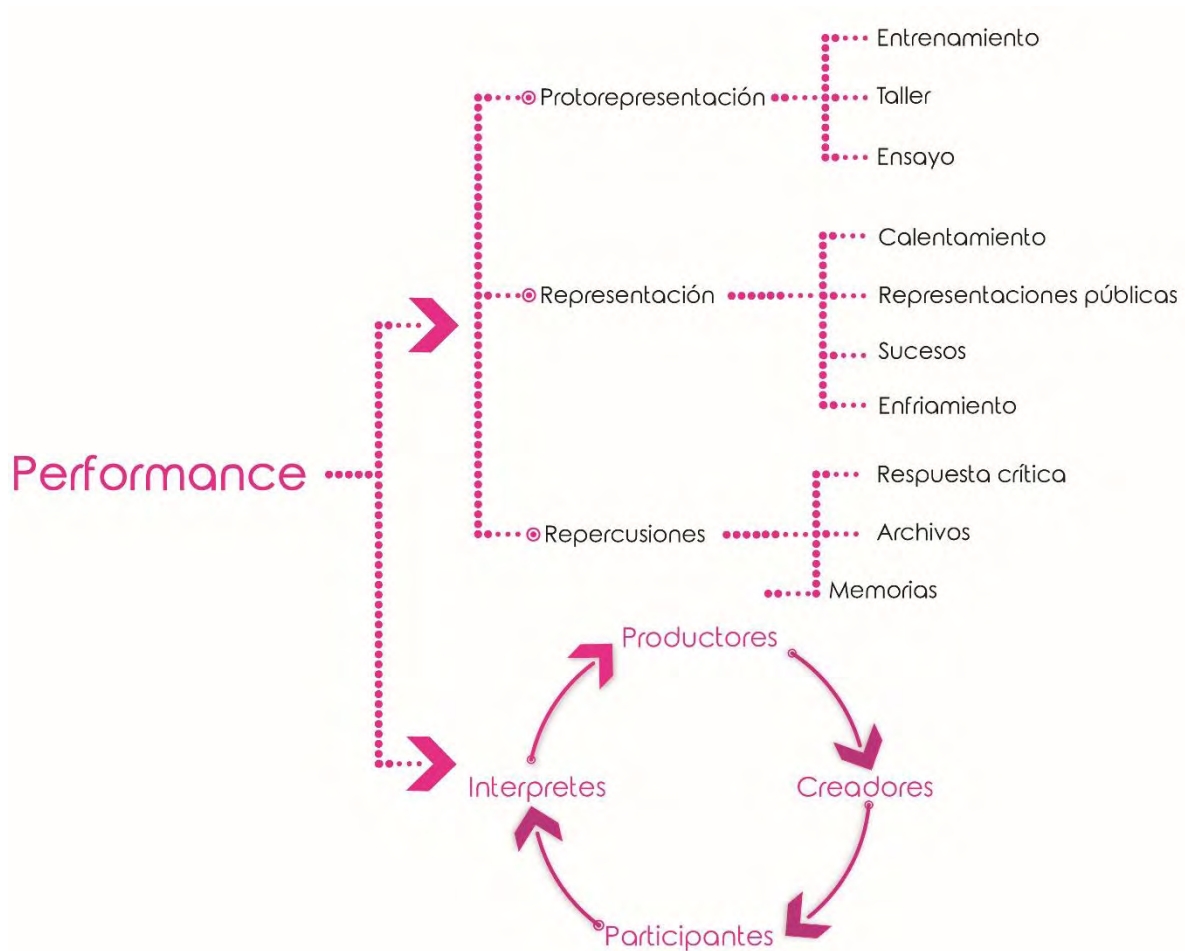 Performance
Protorepresentación
Entrenamiento
Taller
Ensayo
Representación
Calentamiento
Representaciones públicas
Sucesos
Enfriamiento
Repercusiones
Respuesta crítica
Archivos
Memorias
Productores
Interpretes
Creadores
Participantes